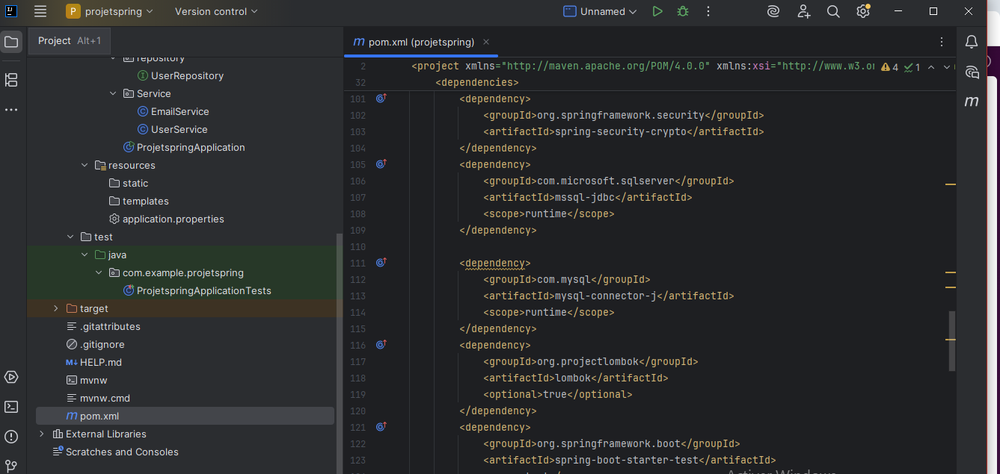 P projetspring Version control Unnamed
Project Alt+1
repository
UserRepository
Service
EmailService
UserService
ProjetspringApplication
resources
static
templates
application.properties
test
java
com.example.projetspring
ProjetspringApplicationTests
target
.gitattributes
.gitignore
M↓ HELP.md
mvnw
mvnw.cmd
m pom.xml
External Libraries
Scratches and Consoles
m pom.xml (projetspring)
2 <project xmlns="http://maven.apache.org/POM/4.0.0" xmlns:xsi="http://www.w3.or 4 1
32 <dependencies>
101 <dependency>
102 <groupId>org.springframework.security</groupId>
103 <artifactId>spring-security-crypto</artifactId>
104 </dependency>
105 <dependency>
106 <groupId>com.microsoft.sqlserver</groupId>
107 <artifactId>mssql-jdbc</artifactId>
108 <scope>runtime</scope>
109 </dependency>
110
111 <dependency>
112 <groupId>com.mysql</groupId>
113 <artifactId>mysql-connector-j</artifactId>
114 <scope>runtime</scope>
115 </dependency>
116 <dependency>
117 <groupId>org.projectlombok</groupId>
118 <artifactId>lombok</artifactId>
119 <optional>true</optional>
120 </dependency>
121 <dependency>
122 <groupId>org.springframework.boot</groupId>
123 <artifactId>spring-boot-starter-test</artifactId>
Activer Windows
m